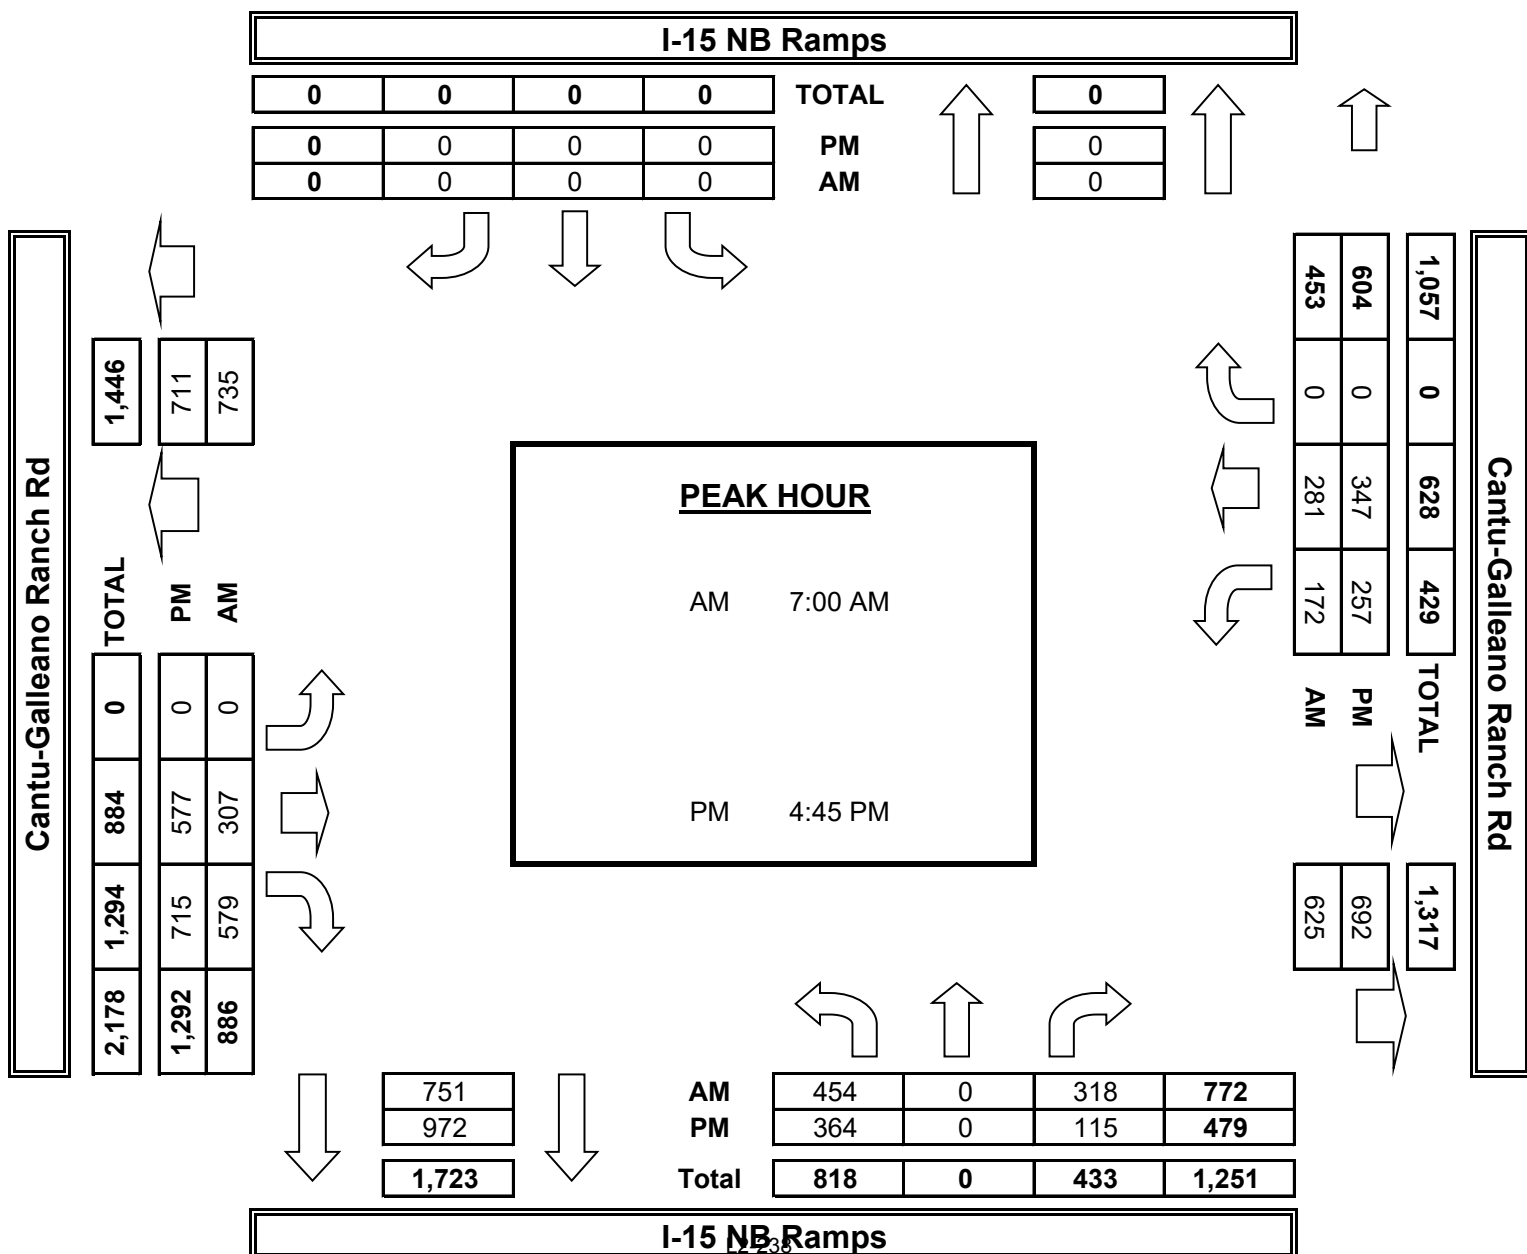 I-15 NB Ramps
0 0 0 0 TOTAL 0
0 0 0 0 PM 0
0 0 0 0 AM 0
Cantu-Galleano Ranch Rd
1,446
711
735
TOTAL
PM
AM
0 884 1,294 2,178
0 577 715 1,292
0 307 579 886
PEAK HOUR
AM 7:00 AM
PM 4:45 PM
1,057 0 628 429 TOTAL
604 0 347 257 PM
453 0 281 172 AM
1,317
692
625
Cantu-Galleano Ranch Rd
751 AM 454 0 318 772
972 PM 364 0 115 479
1,723 Total 818 0 433 1,251
I-15 NB Ramps
L2-238